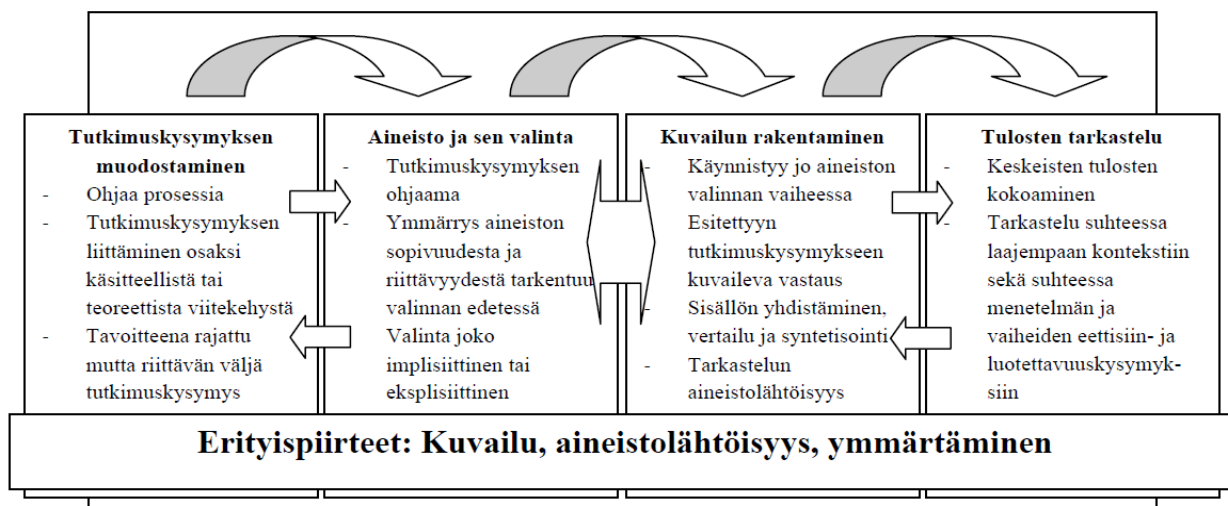 Tutkimuskysymyksen
muodostaminen
- Ohjaa prosessia
- Tutkimuskysymyksen
liittäminen osaksi
käsitteellistä tai
teoreettista viitekehystä
- Tavoitteena rajattu
mutta riittävän väljä
tutkimuskysymys
Aineisto ja sen valinta
- Tutkimuskysymyksen
ohjaama
- Ymmärrys aineiston
sopivuudesta ja
riittävyydestä tarkentuu
valinnan edetessä
- Valinta joko
implisiittinen tai
eksplisiittinen
Kuvailun rakentaminen
- Käynnistyy jo aineiston
valinnan vaiheessa
- Esitettyyn
tutkimuskysymykseen
kuvaileva vastaus
- Sisällön yhdistäminen,
vertailu ja syntetisointi
- Tarkastelun
aineistolähtöisyys
Tulosten tarkastelu
- Keskeisten tulosten
kokoaminen
- Tarkastelu suhteessa
laajempaan kontekstiin
sekä suhteessa
menetelmän ja
vaiheiden eettisiin- ja
luotettavuuskysymyk-
siin
Erityispiirteet: Kuvailu, aineistolähtöisyys, ymmärtäminen